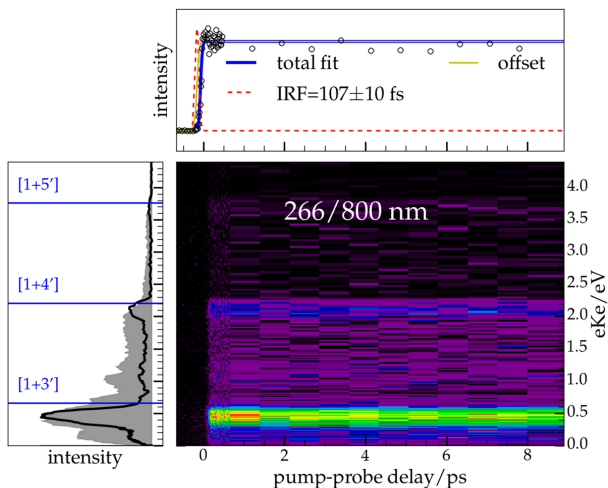 intensity
total fit
offset
IRF=107±10 fs
[1+5′]
[1+4′]
[1+3′]
intensity
266/800 nm
4.0
3.5
3.0
2.5
2.0
1.5
1.0
0.5
0.0
eKe/eV
0 2 4 6 8
pump-probe delay/ps